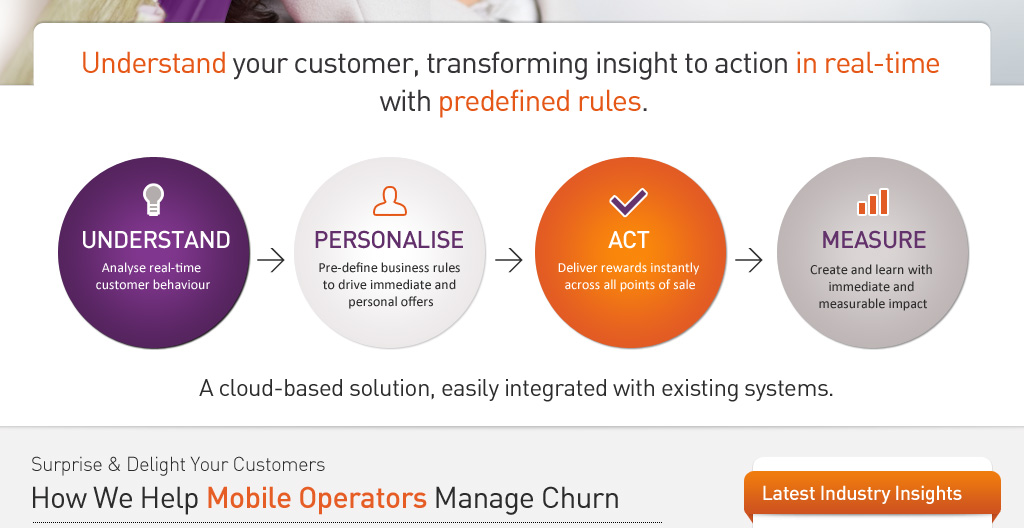 Understand your customer, transforming insight to action in real-time
with predefined rules.
UNDERSTAND
Analyse real-time
customer behaviour
PERSONALISE
Pre-define business rules
to drive immediate and
personal offers
ACT
Deliver rewards instantly
across all points of sale
MEASURE
Create and learn with
immediate and
measurable impact
A cloud-based solution, easily integrated with existing systems.
Surprise & Delight Your Customers
How We Help Mobile Operators Manage Churn
Latest Industry Insights